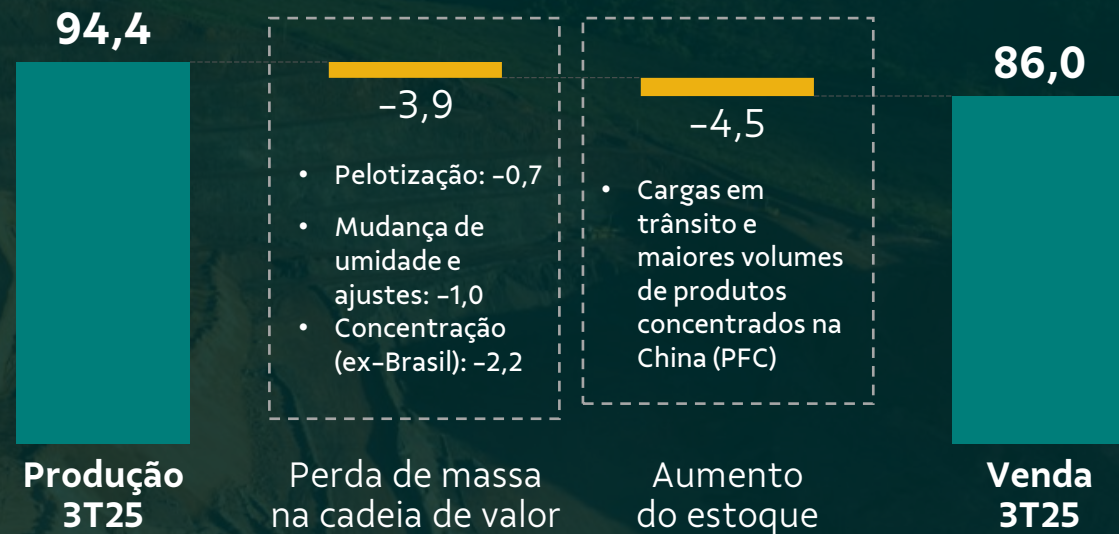 94,4
–3,9
• Pelotização: –0,7
• Mudança de
umidade e
ajustes: –1,0
• Concentração
(ex–Brasil): –2,2
–4,5
• Cargas em
trânsito e
maiores volumes
de produtos
concentrados na
China (PFC)
86,0
Produção
3T25
Perda de massa
na cadeia de valor
Aumento
do estoque
Venda
3T25